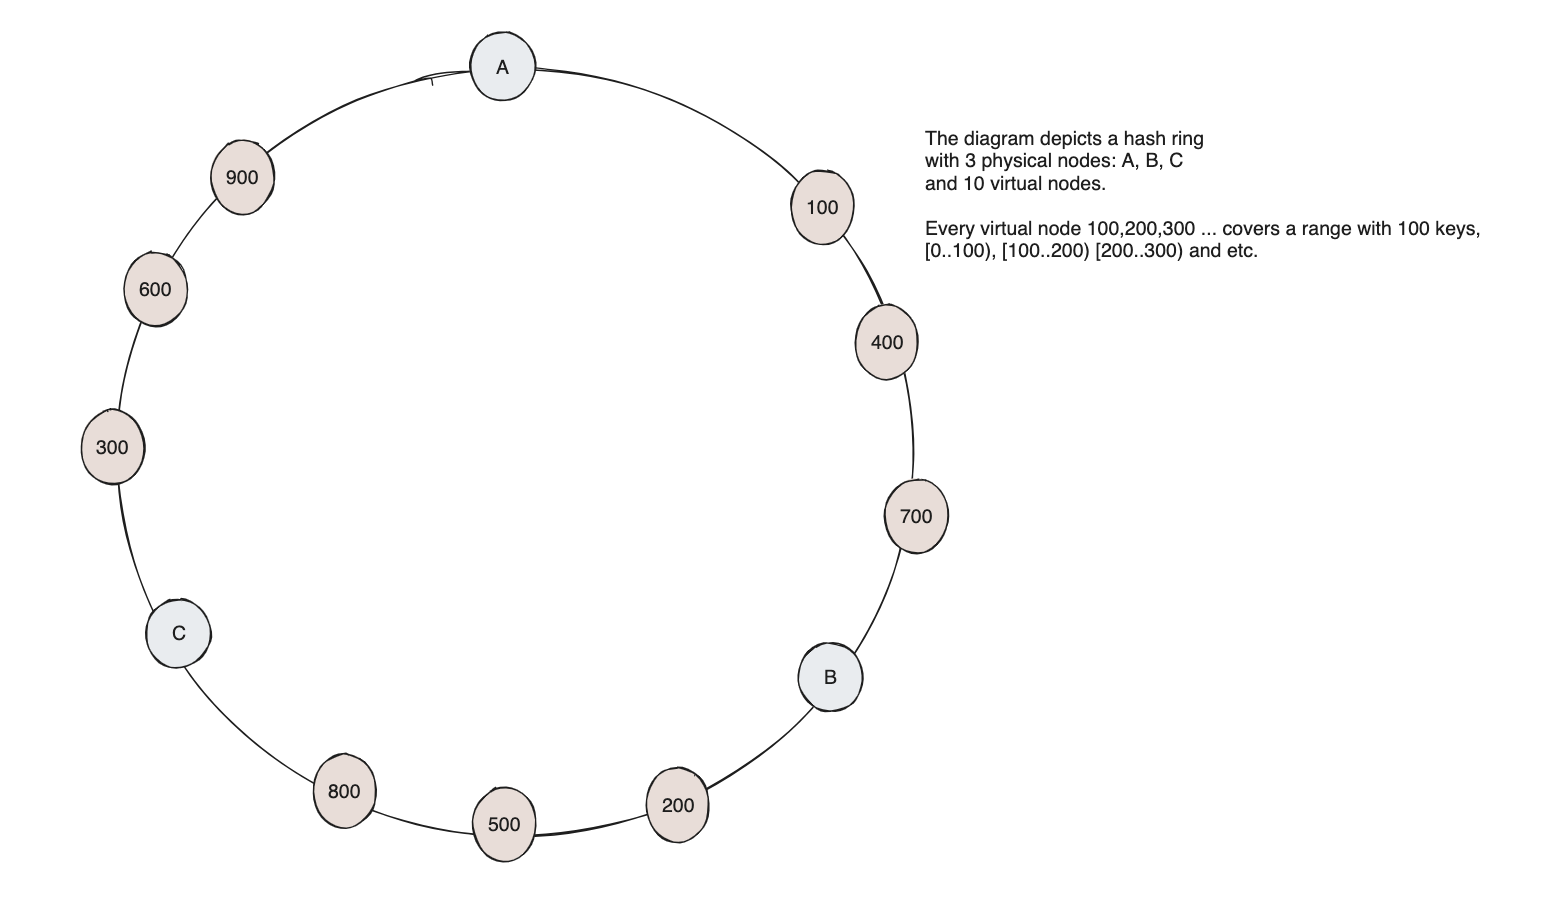 A
The diagram depicts a hash ring
with 3 physical nodes: A, B, C
and 10 virtual nodes.
900
100
Every virtual node 100,200,300 ... covers a range with 100 keys,
[0..100), [100..200) [200..300) and etc.
600
400
300
700
C
B
800
200
500